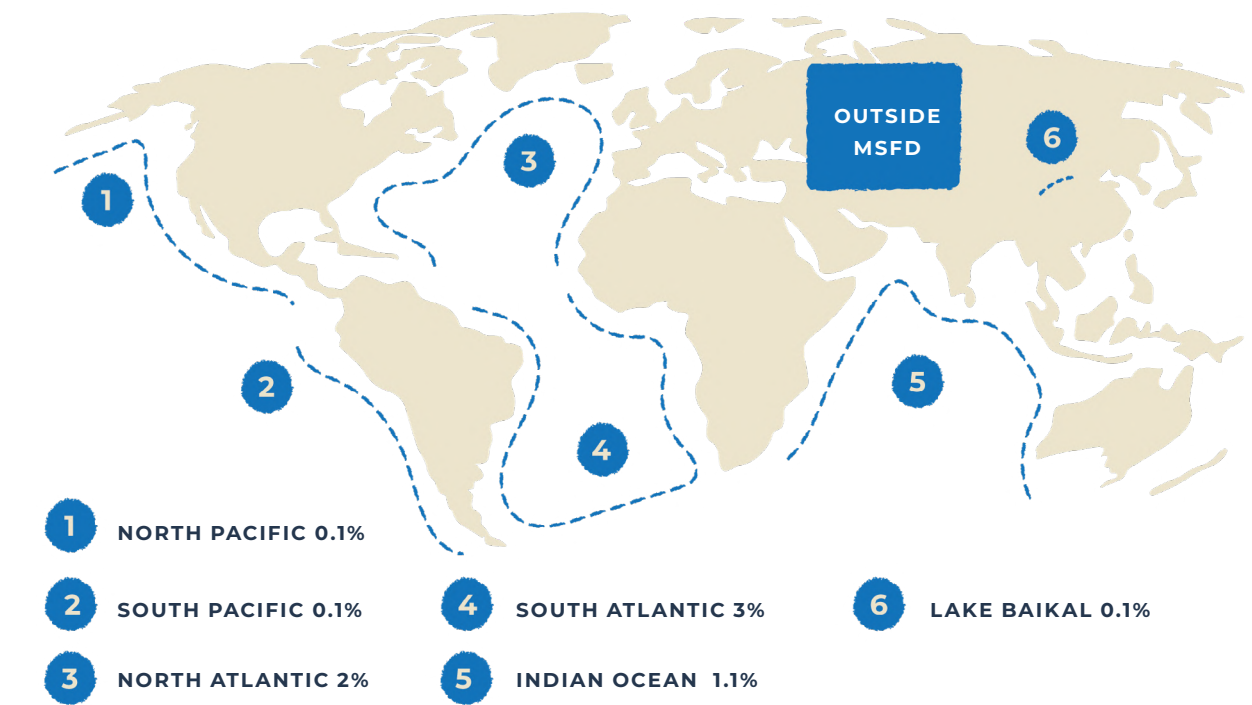 OUTSIDE
MSFD
6
3
1
5
2
4
1 NORTH PACIFIC 0.1%
2 SOUTH PACIFIC 0.1%
3 NORTH ATLANTIC 2%
4 SOUTH ATLANTIC 3%
5 INDIAN OCEAN 1.1%
6 LAKE BAIKAL 0.1%